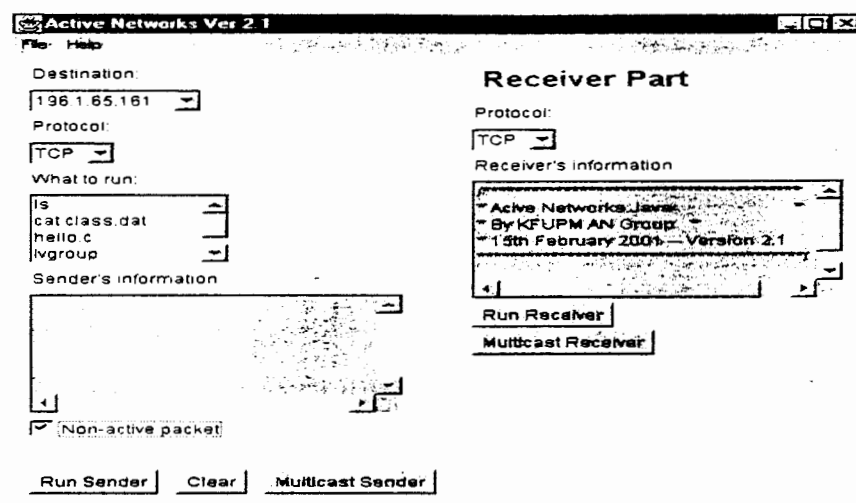 Active Networks Ver 2.1
File Help
Destination:
196.1.65.161
Protocol:
TCP
What to run:
ls
cat class.dat
hello.c
lvgroup
Sender's information
Non-active packet
Run Sender Clear Multicast Sender
Receiver Part
Protocol:
TCP
Receiver's information
* Acive Networks Java *
* By KFUPM AN Group *
* 15th February 2001 -- Version 2.1
Run Receiver
Multicast Receiver